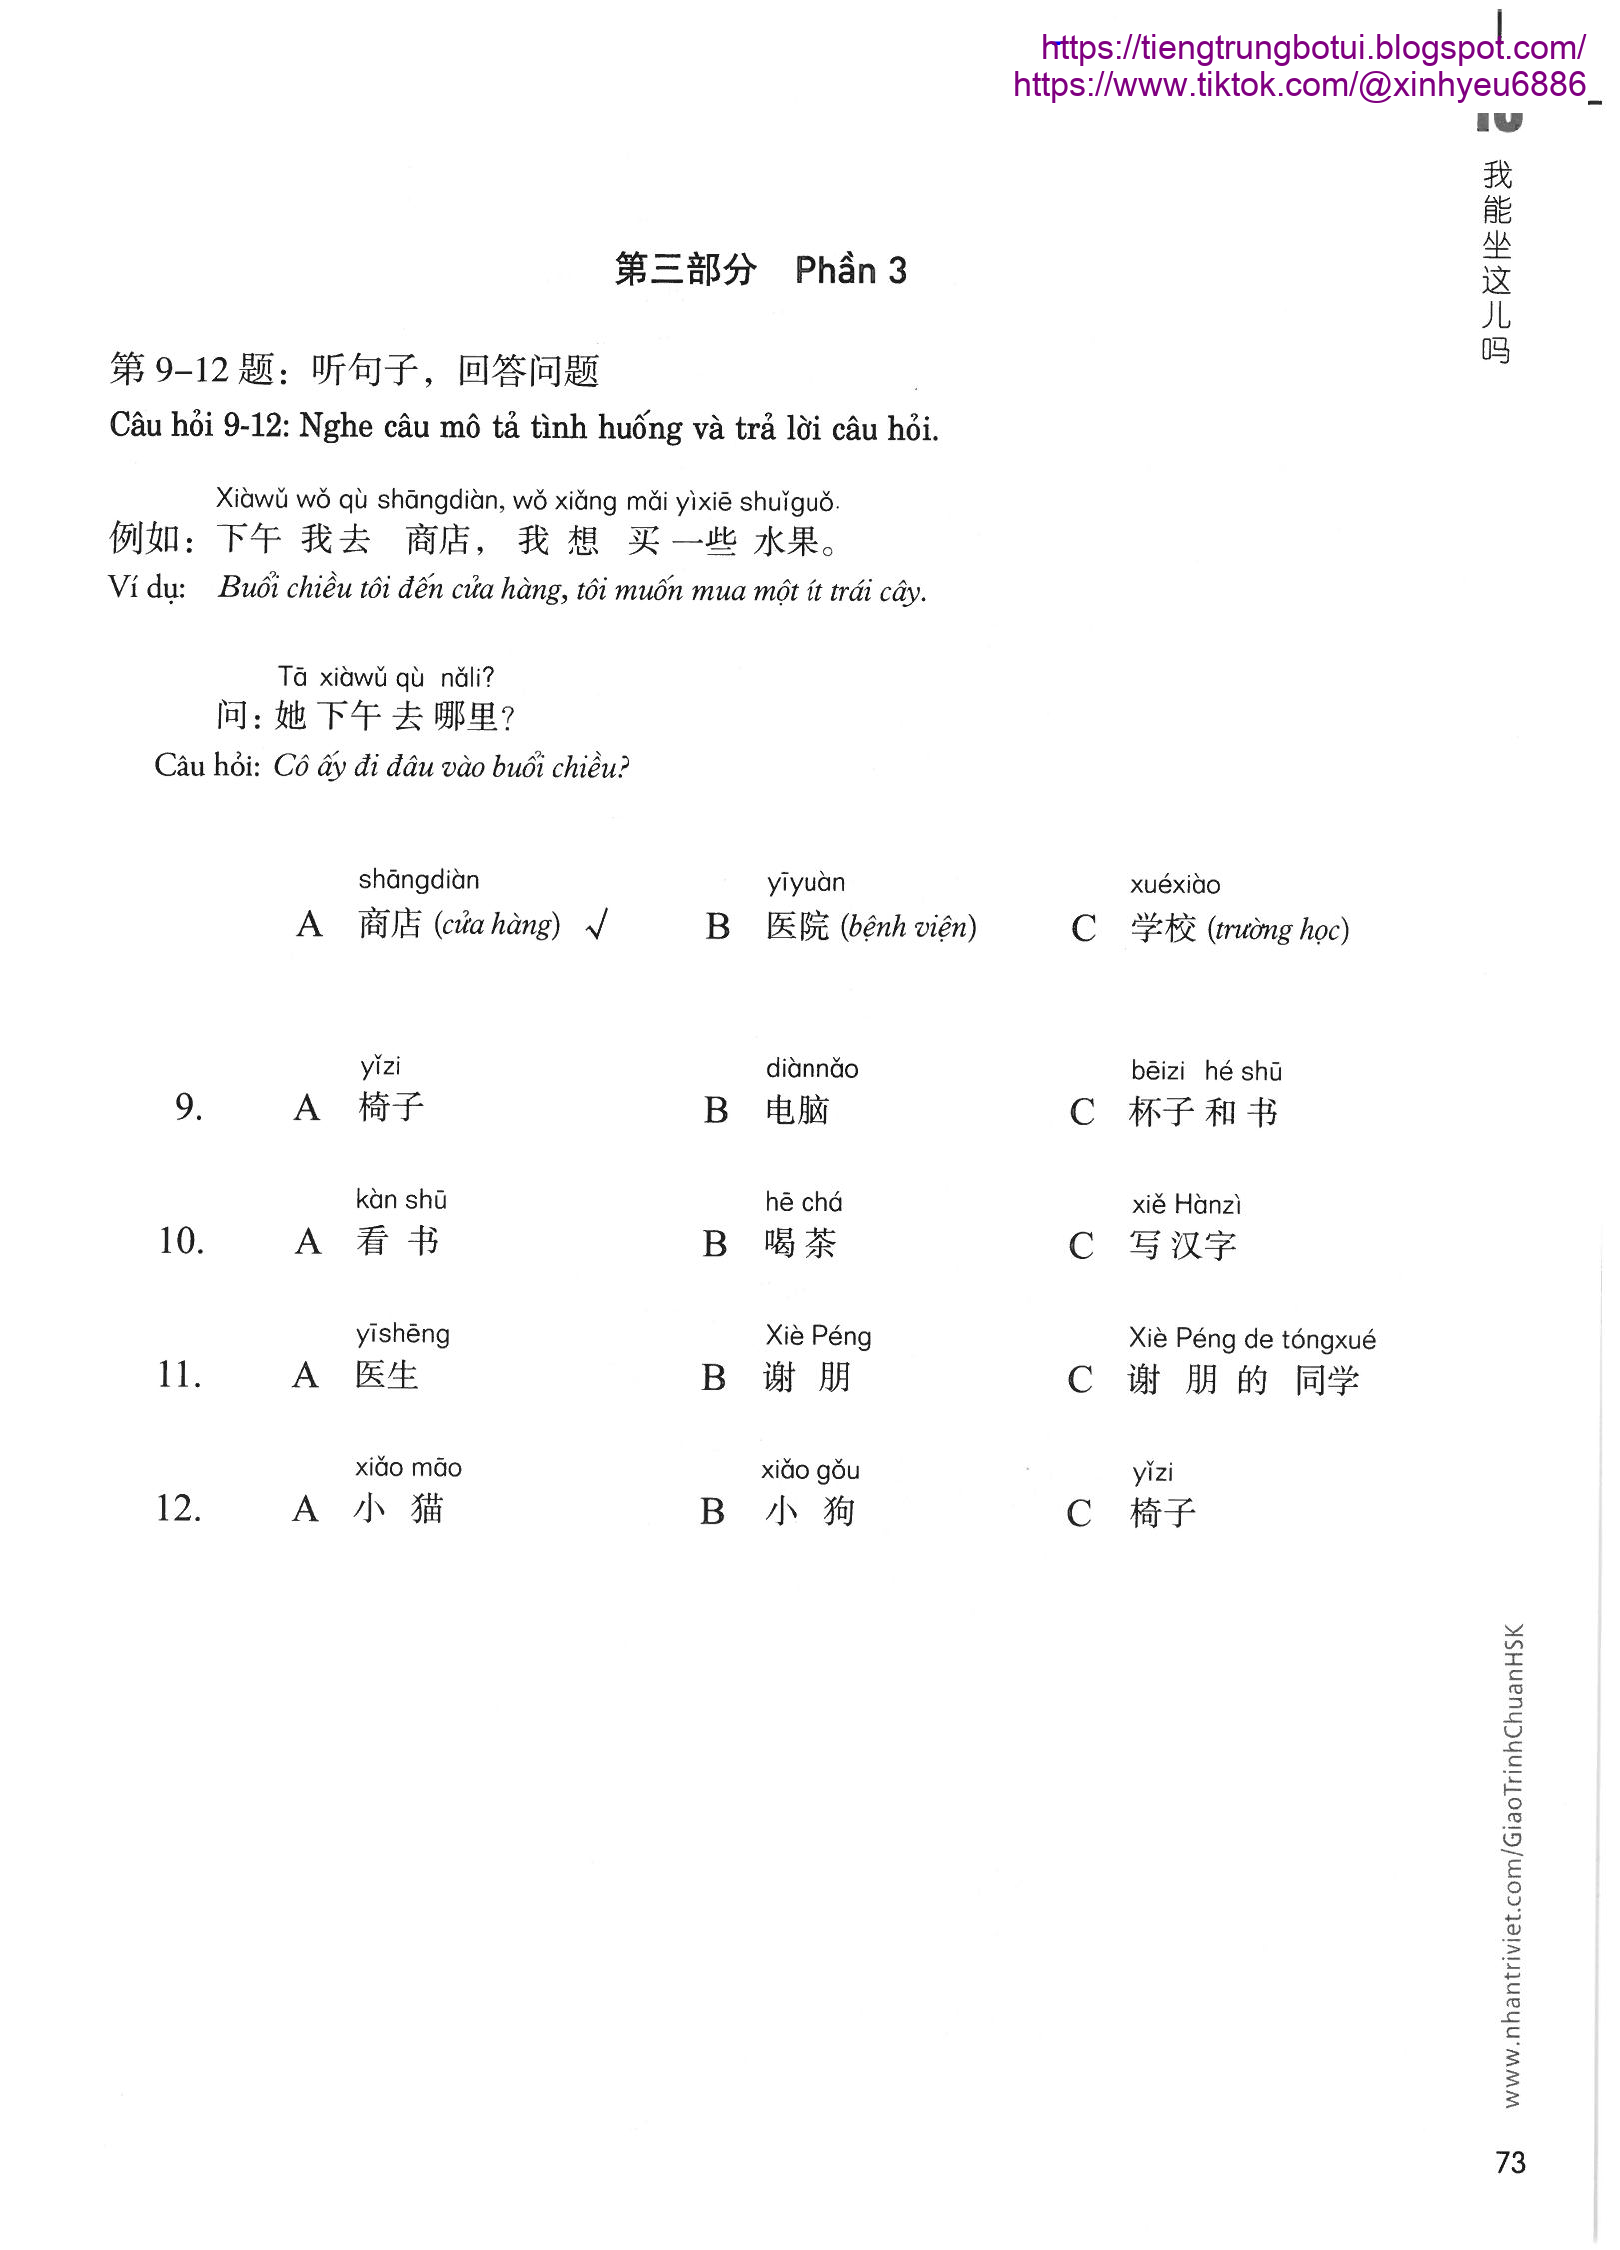 https://tiengtrungbotui.blogspot.com/
https://www.tiktok.com/@xinhyeu6886
10
我能坐这儿吗
第三部分 Phần 3
第 9–12 题：听句子，回答问题
Câu hỏi 9-12: Nghe câu mô tả tình huống và trả lời câu hỏi.
Xiàwǔ wǒ qù shāngdiàn, wǒ xiǎng mǎi yìxiē shuǐguǒ.
例如：下午 我 去 商店， 我 想 买 一些 水果。
Ví dụ: Buổi chiều tôi đến cửa hàng, tôi muốn mua một ít trái cây.
Tā xiàwǔ qù nǎli?
问：她 下午 去 哪里？
Câu hỏi: Cô ấy đi đâu vào buổi chiều?
shāngdiàn yīyuàn xuéxiào
A 商店 (cửa hàng) √ B 医院 (bệnh viện) C 学校 (trường học)
yǐzi diànnǎo bēizi hé shū
9. A 椅子 B 电脑 C 杯子 和 书
kàn shū hē chá xiě Hànzì
10. A 看 书 B 喝 茶 C 写 汉字
yīshēng Xiè Péng Xiè Péng de tóngxué
11. A 医生 B 谢 朋 C 谢 朋 的 同学
xiǎo māo xiǎo gǒu yǐzi
12. A 小 猫 B 小 狗 C 椅子
www.nhantriviet.com/GiaoTrinhChuanHSK
73